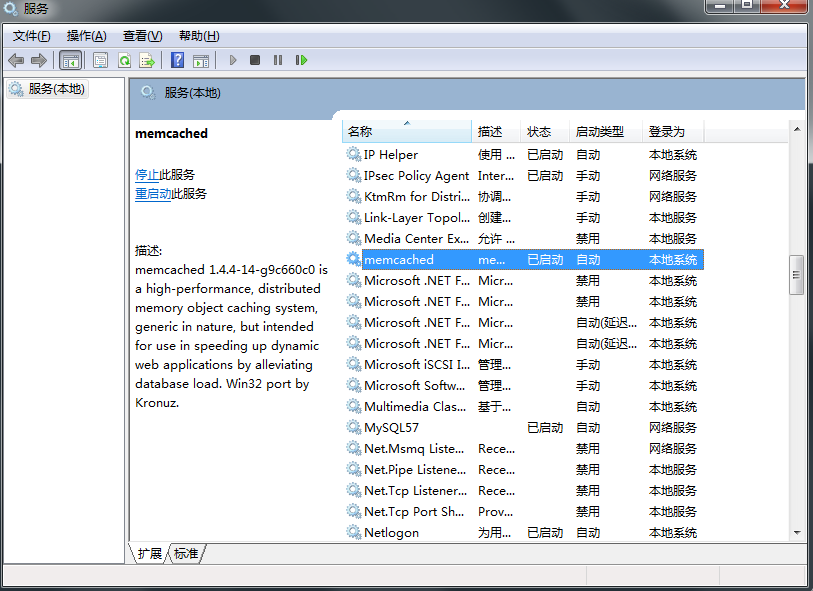 服务
文件(F) 操作(A) 查看(V) 帮助(H)
服务(本地)
服务(本地)
memcached
停止此服务
重启动此服务
描述:
memcached 1.4.4-14-g9c660c0 is
a high-performance, distributed
memory object caching system,
generic in nature, but intended
for use in speeding up dynamic
web applications by alleviating
database load. Win32 port by
Kronuz.
名称 描述 状态 启动类型 登录为
IP Helper 使用 ... 已启动 自动 本地系统
IPsec Policy Agent Inter... 已启动 手动 网络服务
KtmRm for Distri... 协调... 手动 网络服务
Link-Layer Topol... 创建... 手动 本地服务
Media Center Ex... 允许 ... 禁用 本地服务
memcached me... 已启动 自动 本地系统
Microsoft .NET F... Micr... 禁用 本地系统
Microsoft .NET F... Micr... 禁用 本地系统
Microsoft .NET F... Micr... 自动(延迟... 本地系统
Microsoft .NET F... Micr... 自动(延迟... 本地系统
Microsoft iSCSI I... 管理... 手动 本地系统
Microsoft Softw... 管理... 手动 本地系统
Multimedia Clas... 基于... 自动 本地系统
MySQL57 已启动 自动 网络服务
Net.Msmq Liste... Rece... 禁用 网络服务
Net.Pipe Listene... Rece... 禁用 本地服务
Net.Tcp Listener... Rece... 禁用 本地服务
Net.Tcp Port Sh... Prov... 禁用 本地服务
Netlogon 为用... 已启动 自动 本地系统
扩展 标准